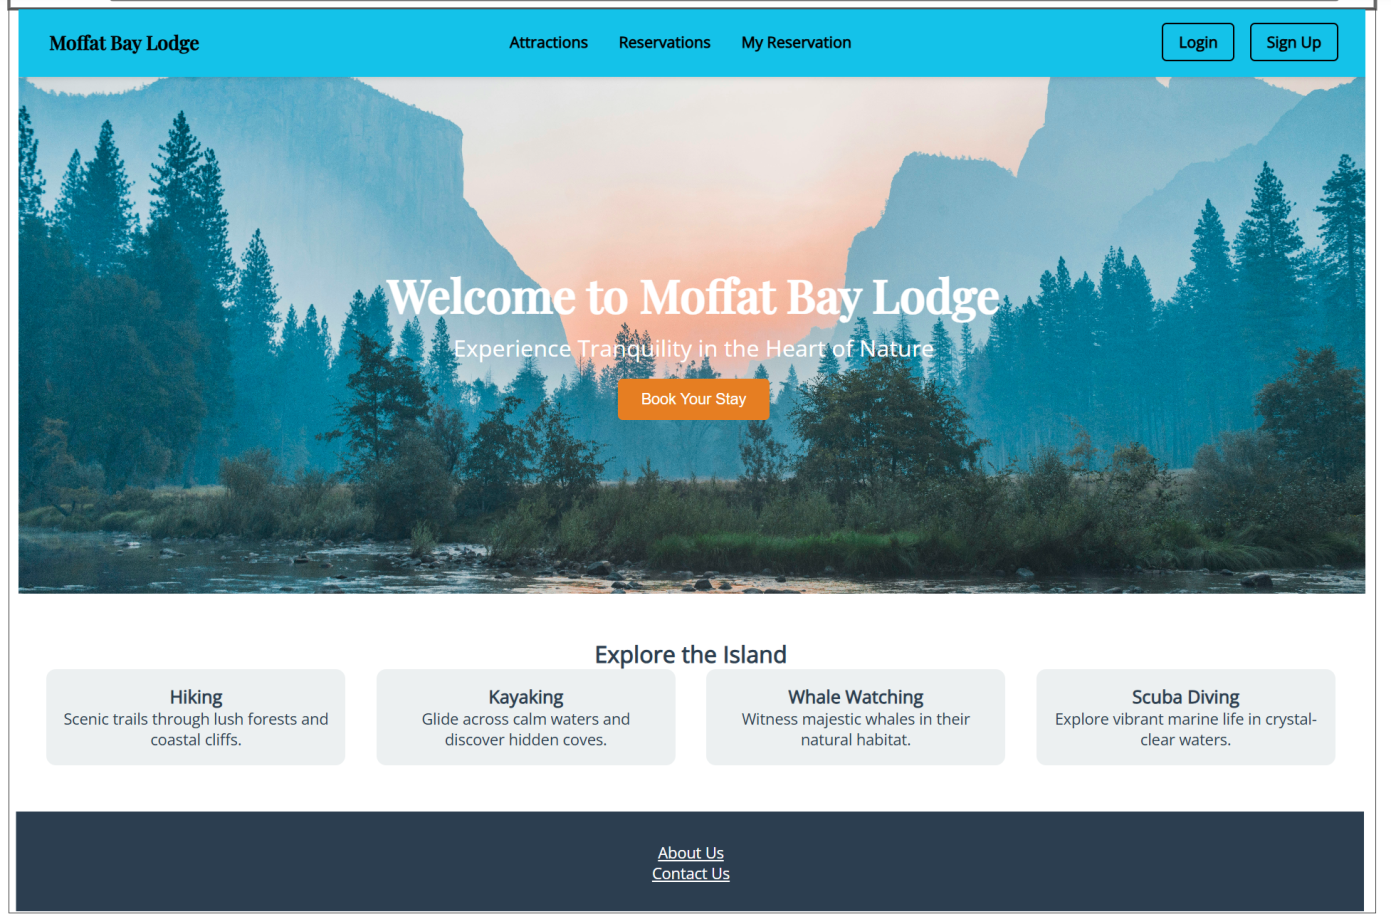 Moffat Bay Lodge
Attractions
Reservations
My Reservation
Login
Sign Up
Welcome to Moffat Bay Lodge
Experience Tranquility in the Heart of Nature
Book Your Stay
Explore the Island
Hiking
Scenic trails through lush forests and
coastal cliffs.
Kayaking
Glide across calm waters and
discover hidden coves.
Whale Watching
Witness majestic whales in their
natural habitat.
Scuba Diving
Explore vibrant marine life in crystal-
clear waters.
About Us
Contact Us